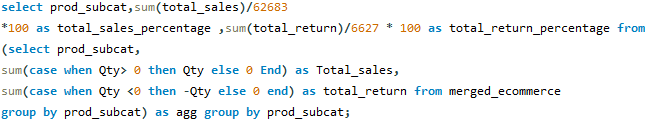 select prod_subcat,sum(total_sales)/62683
*100 as total_sales_percentage ,sum(total_return)/6627 * 100 as total_return_percentage from
(select prod_subcat,
sum(case when Qty> 0 then Qty else 0 End) as Total_sales,
sum(case when Qty <0 then -Qty else 0 end) as total_return from merged_ecommerce
group by prod_subcat) as agg group by prod_subcat;